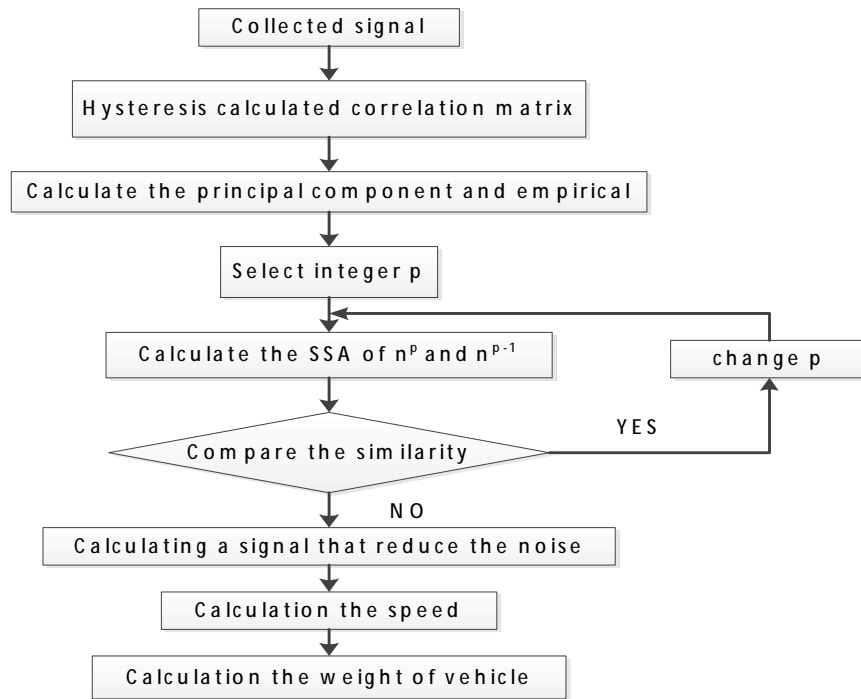 Collected signal
Hysteresis calculated correlation matrix
Calculate the principal component and empirical
Select integer p
Calculate the SSA of n^p and n^{p-1}
change p
YES
Compare the similarity
NO
Calculating a signal that reduce the noise
Calculation the speed
Calculation the weight of vehicle